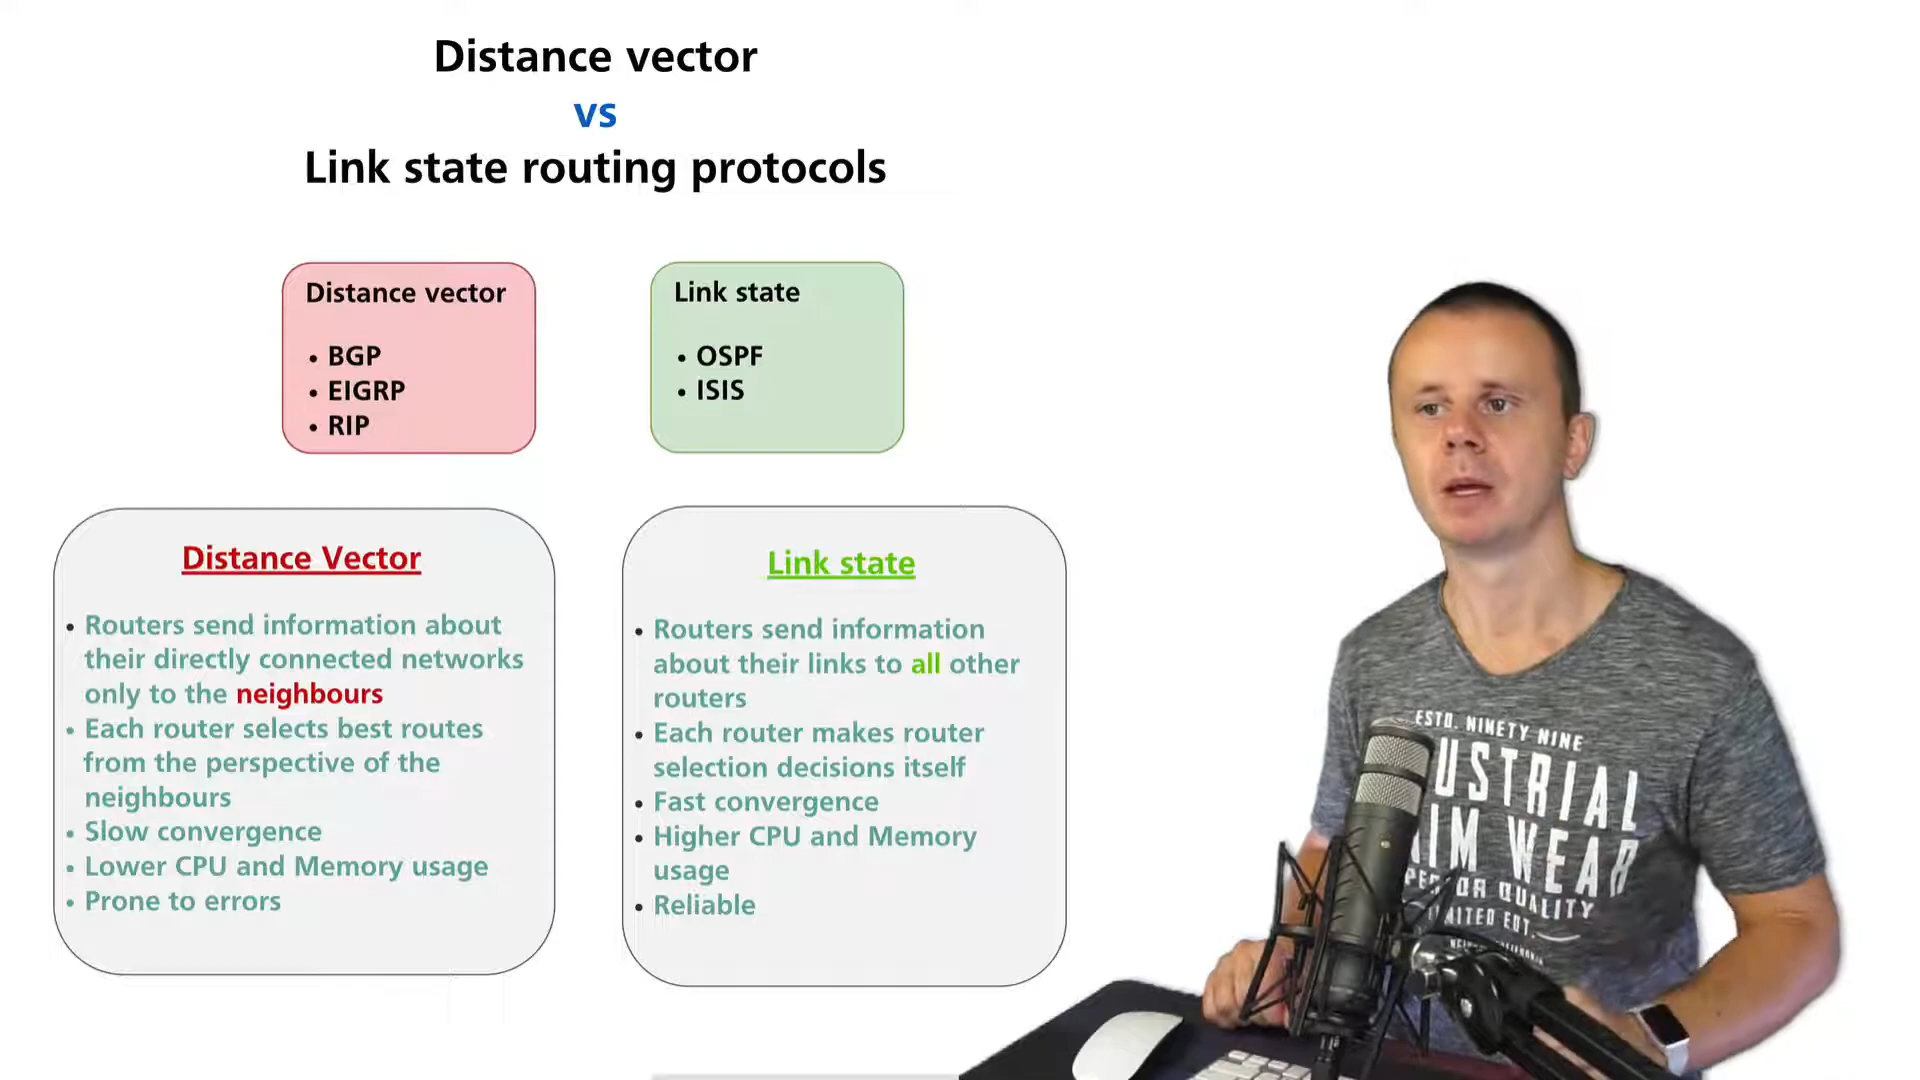 Distance vector
vs
Link state routing protocols
Distance vector
• BGP
• EIGRP
• RIP
Link state
• OSPF
• ISIS
Distance Vector
• Routers send information about
their directly connected networks
only to the neighbours
• Each router selects best routes
from the perspective of the
neighbours
• Slow convergence
• Lower CPU and Memory usage
• Prone to errors
Link state
• Routers send information
about their links to all other
routers
• Each router makes router
selection decisions itself
• Fast convergence
• Higher CPU and Memory
usage
• Reliable
ESTD. NINETY NINE
WEAR
QUALITY
EDT.